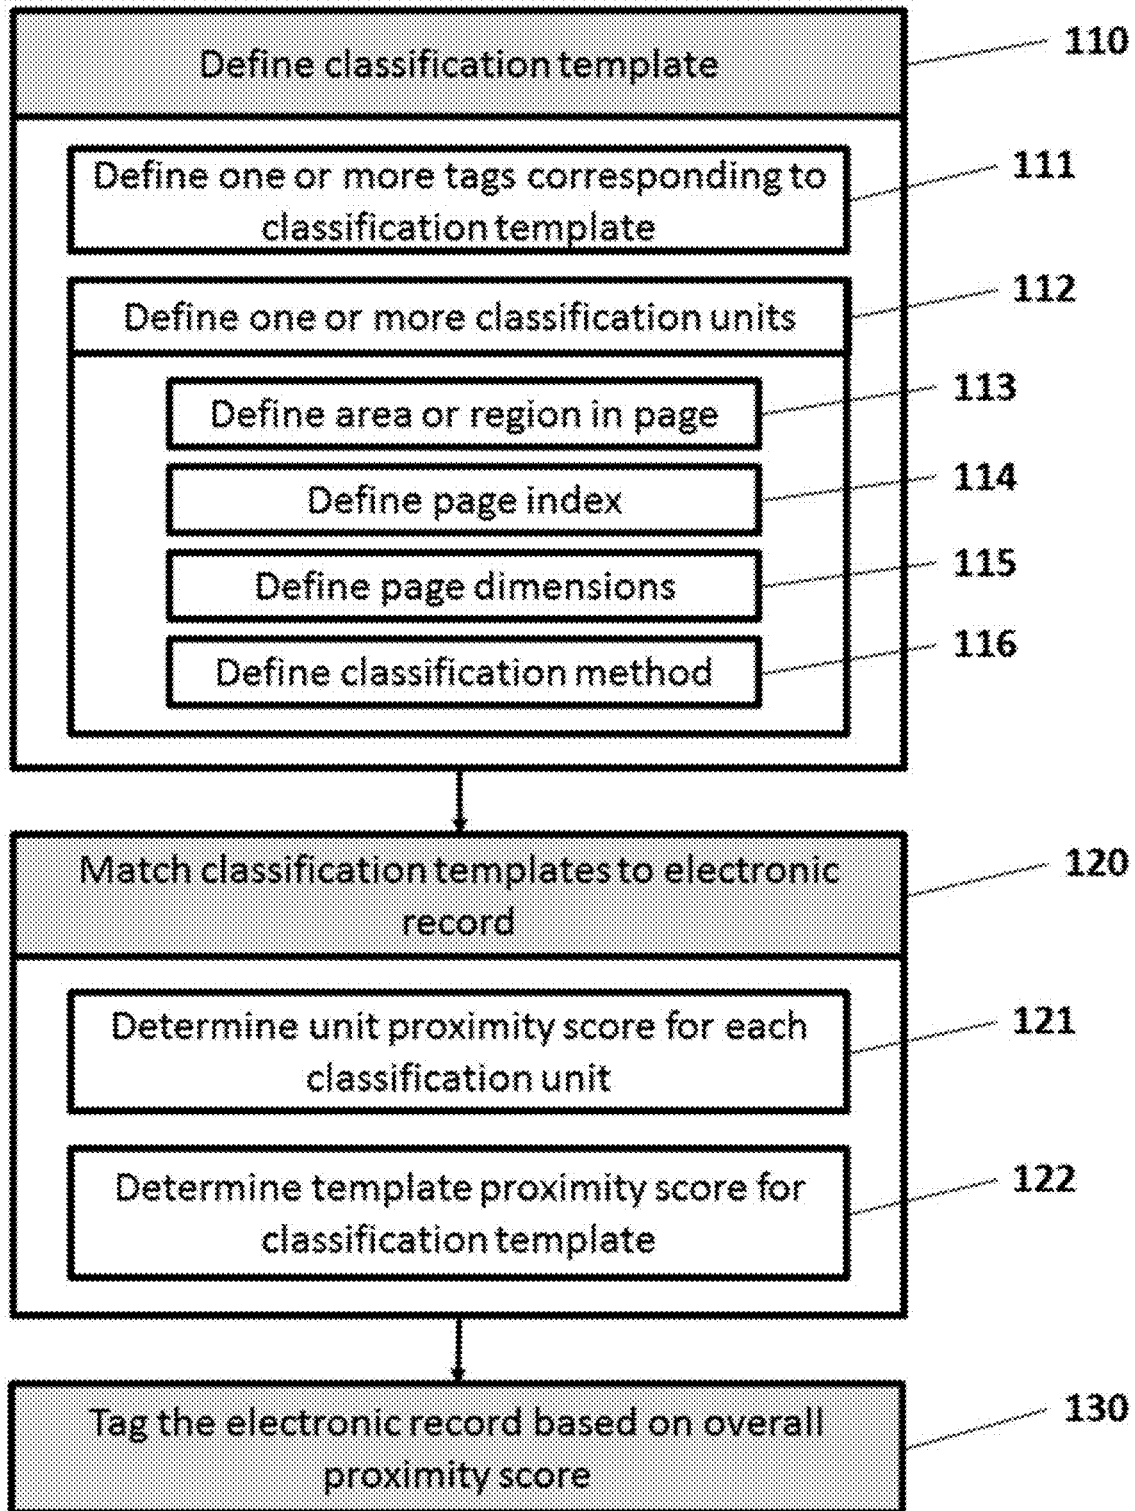 Define classification template
110
Define one or more tags corresponding to
classification template
111
Define one or more classification units
112
Define area or region in page
113
Define page index
114
Define page dimensions
115
Define classification method
116
Match classification templates to electronic
record
120
Determine unit proximity score for each
classification unit
121
Determine template proximity score for
classification template
122
Tag the electronic record based on overall
proximity score
130